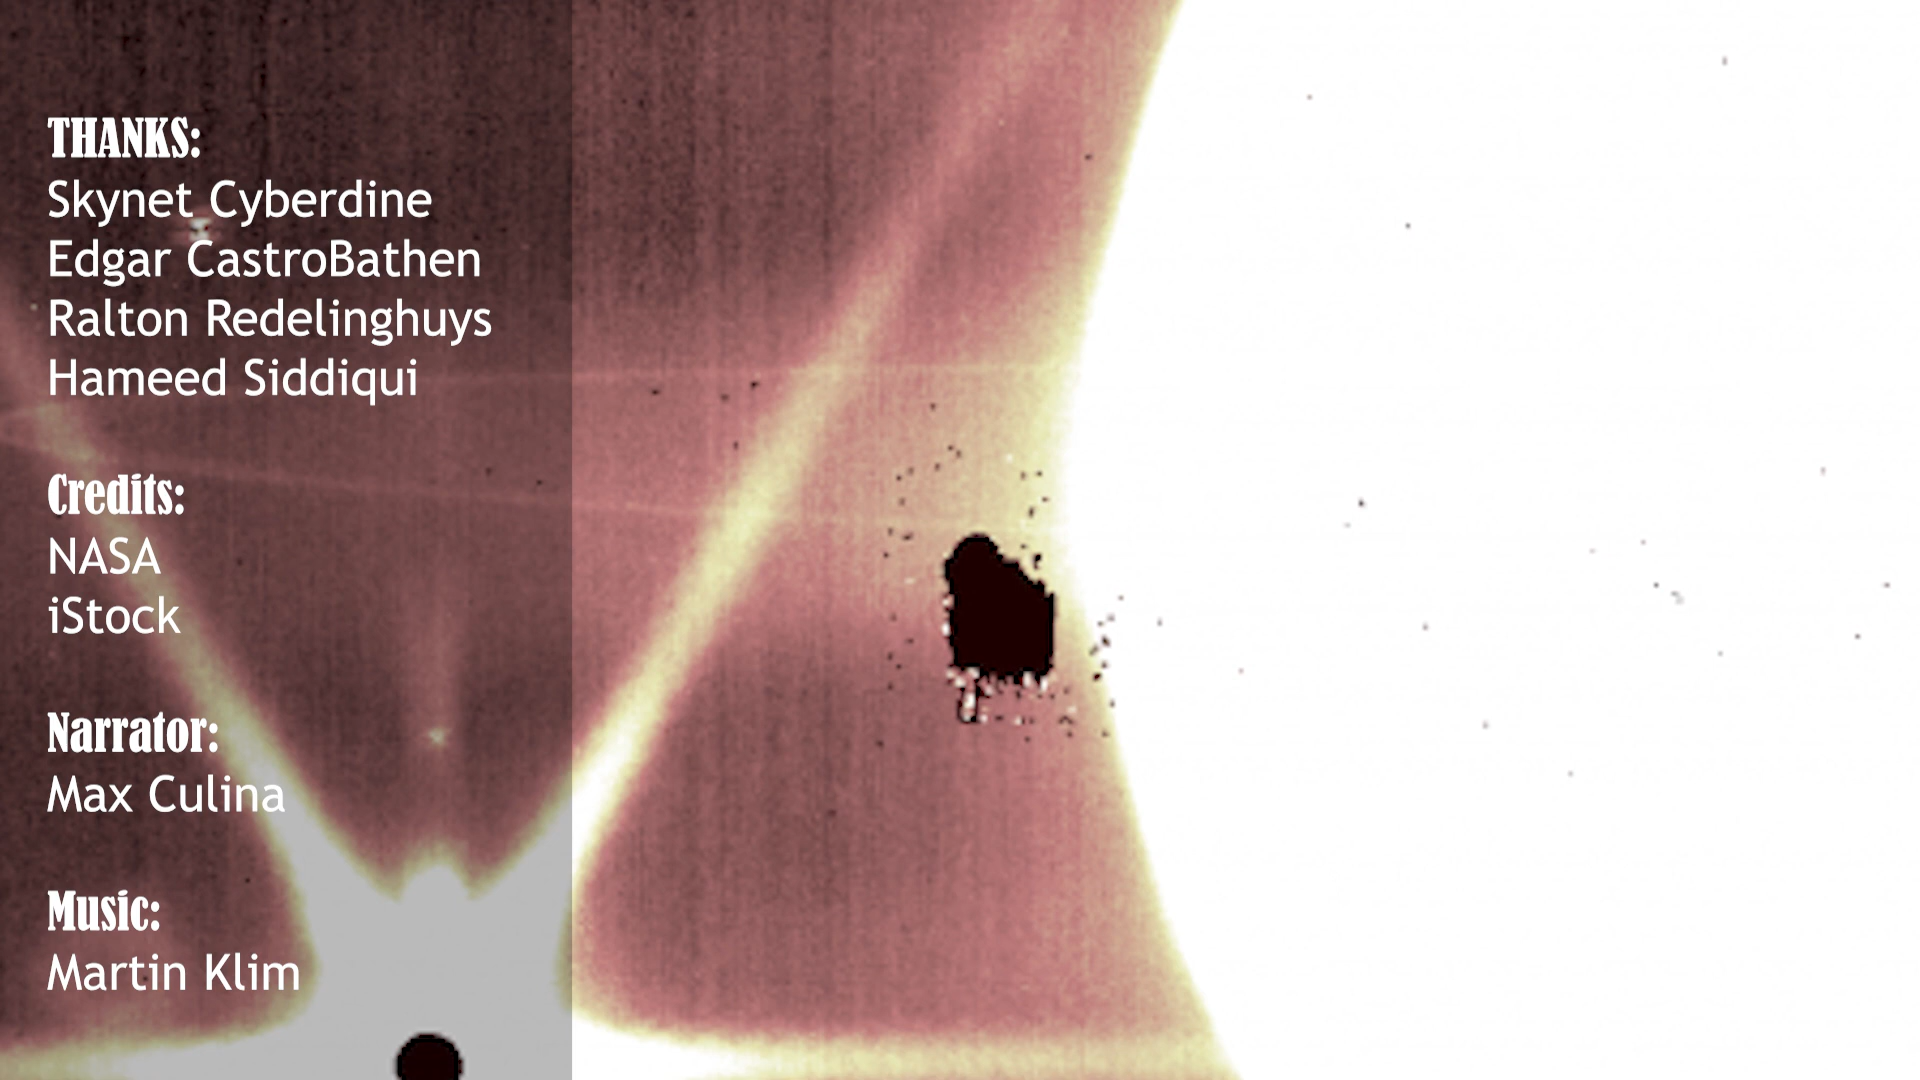 THANKS:
Skynet Cyberdine
Edgar CastroBathen
Ralton Redelinghuys
Hameed Siddiqui
Credits:
NASA
iStock
Narrator:
Max Culina
Music:
Martin Klim